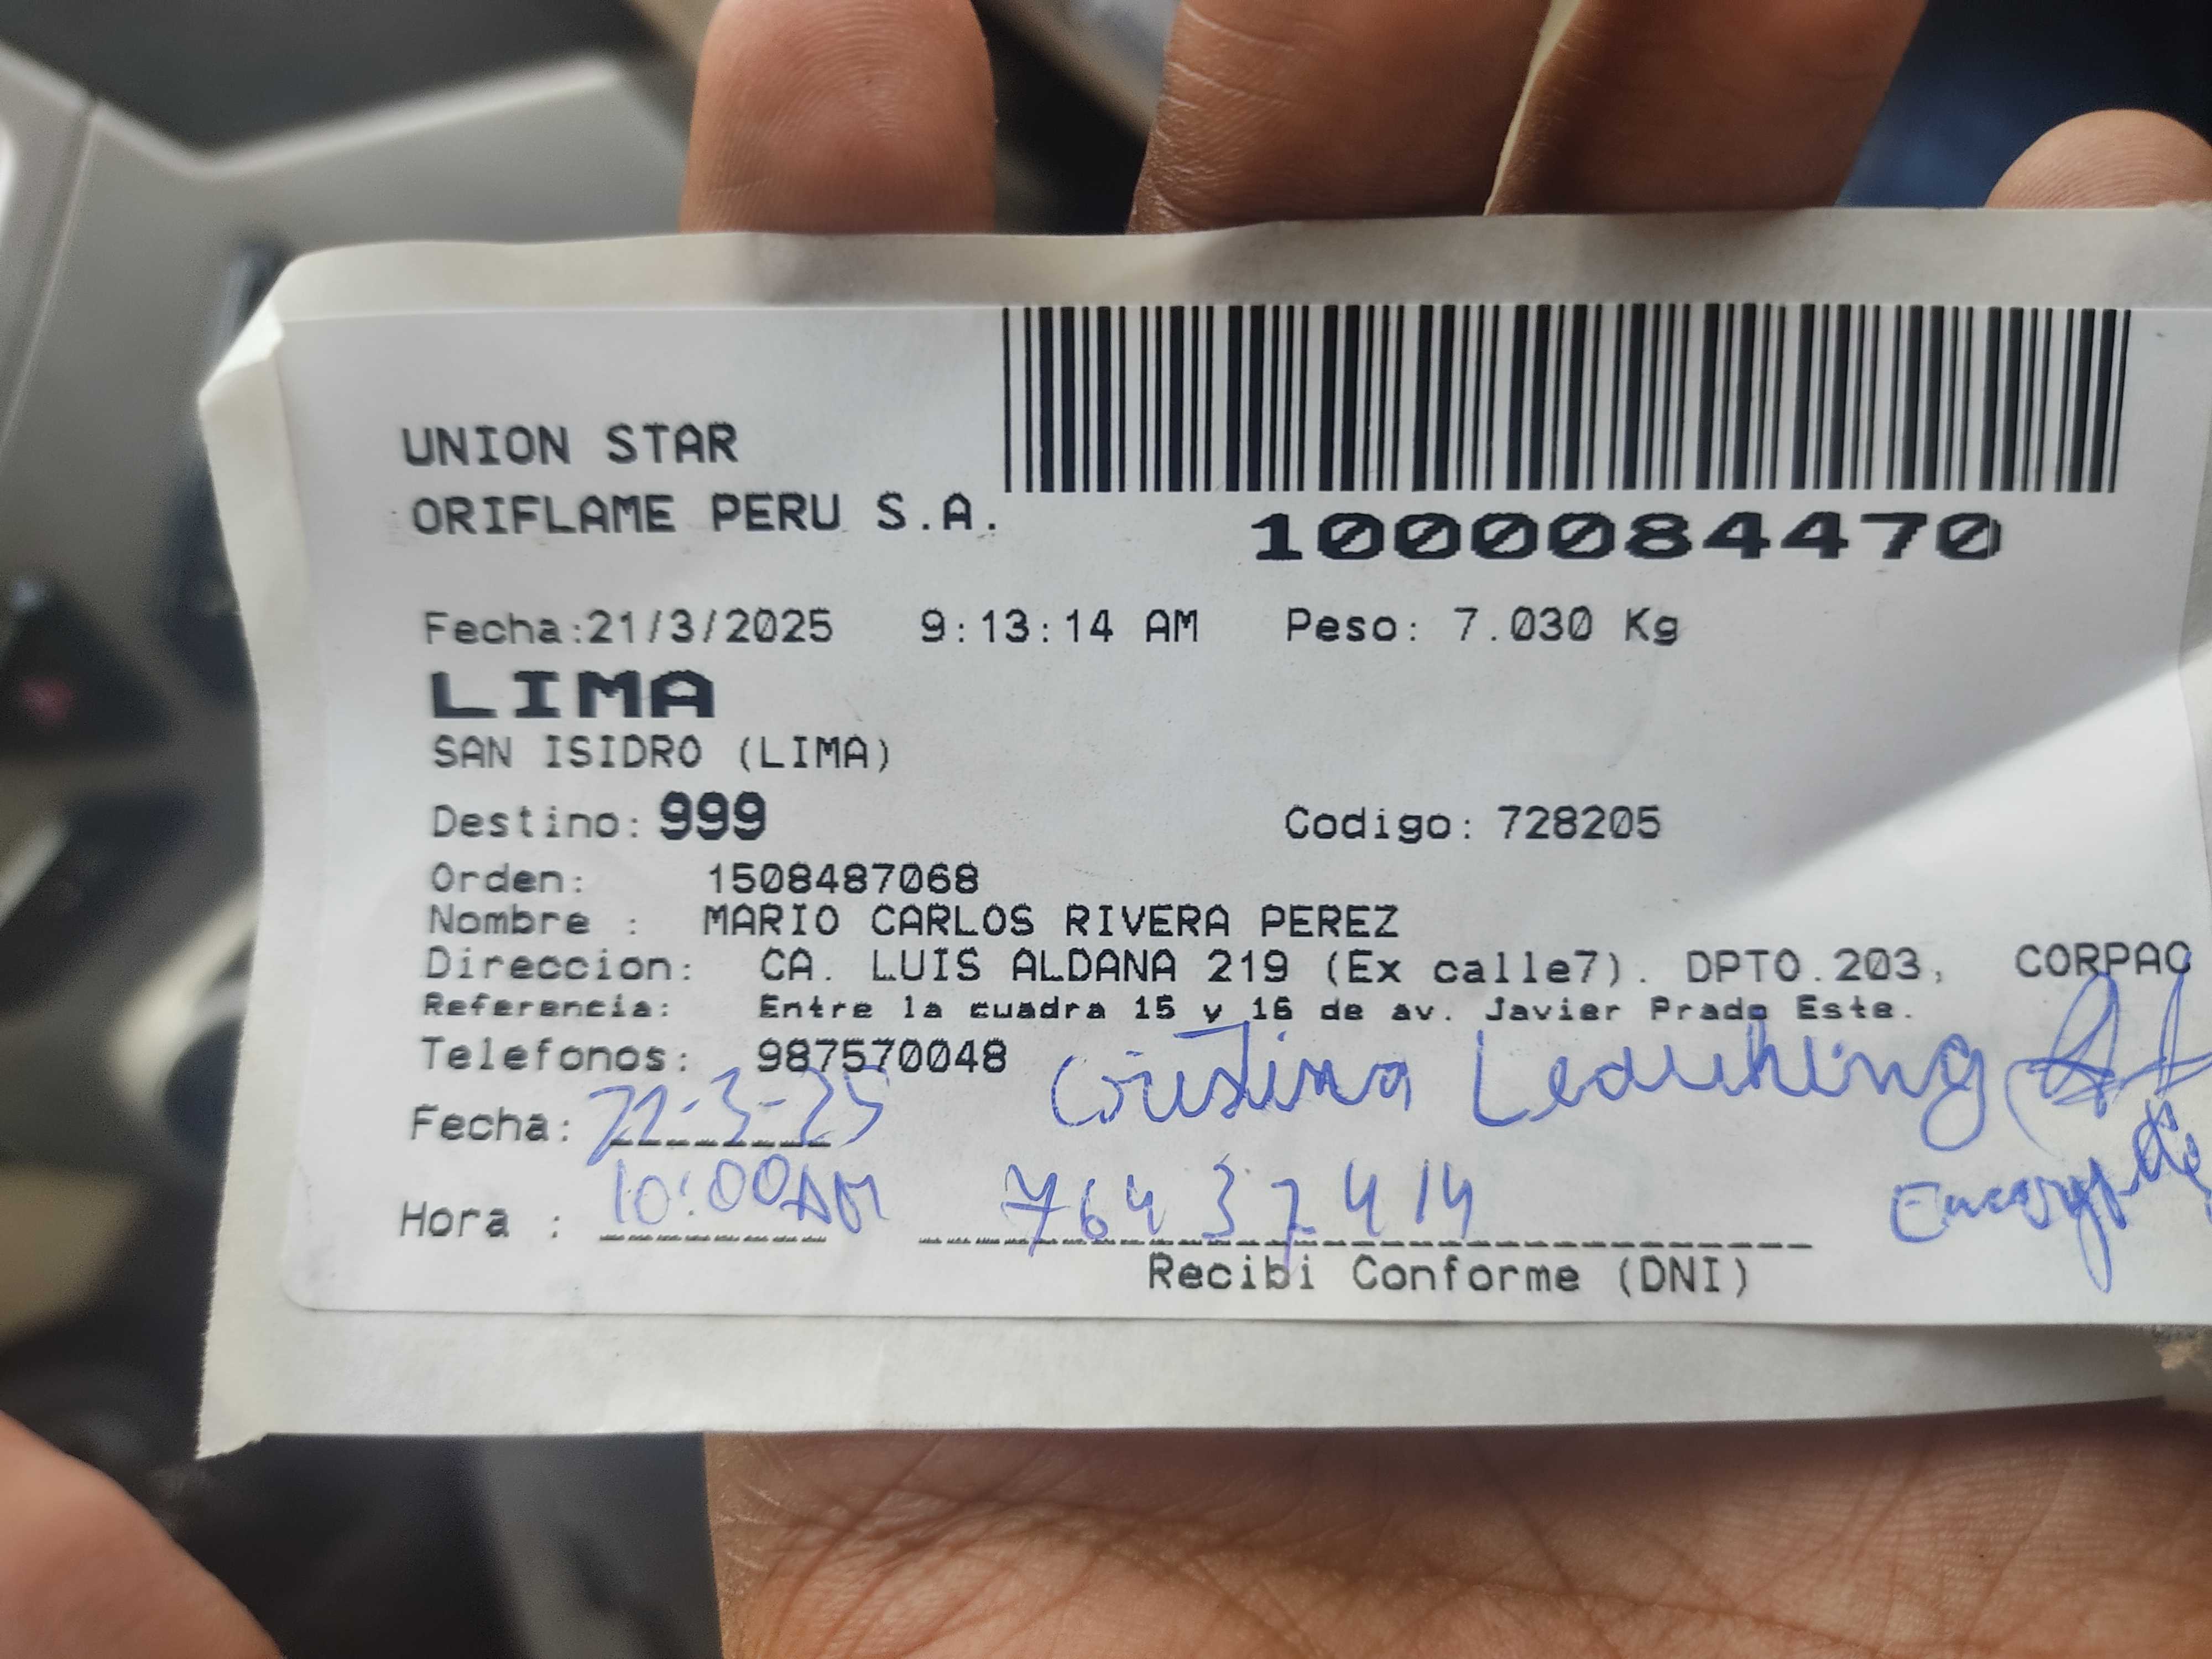 UNION STAR
ORIFLAME PERU S.A.
1000084470
Fecha:21/3/2025 9:13:14 AM Peso: 7.030 Kg
LIMA
SAN ISIDRO (LIMA)
Destino: 999 Codigo: 728205
Orden: 1508487068
Nombre : MARIO CARLOS RIVERA PEREZ
Direccion: CA. LUIS ALDANA 219 (Ex calle7). DPTO.203, CORPAC
Referencia: Entre la cuadra 15 y 16 de av. Javier Prado Este.
Telefonos: 987570048
Cristina
Fecha: 22-3-25
Hora : 10:00AM 76437414
Recibi Conforme (DNI)